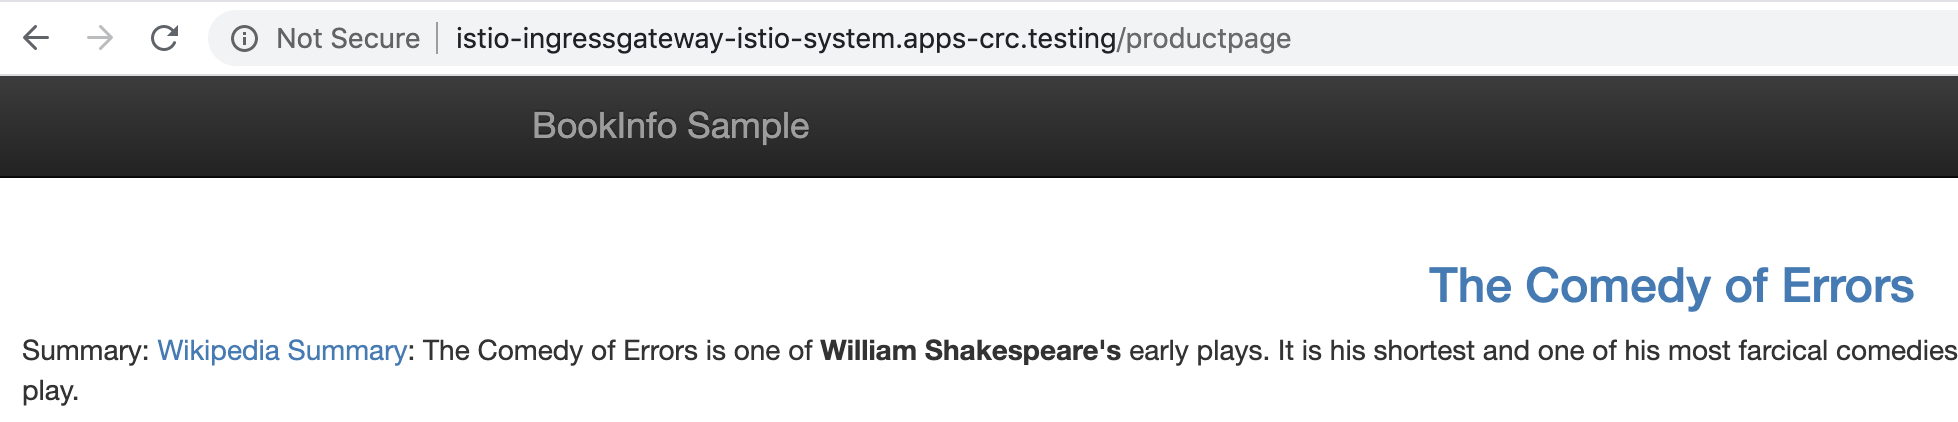 Not Secure | istio-ingressgateway-istio-system.apps-crc.testing/productpage
BookInfo Sample
The Comedy of Errors
Summary: Wikipedia Summary: The Comedy of Errors is one of William Shakespeare's early plays. It is his shortest and one of his most farcical comedies
play.